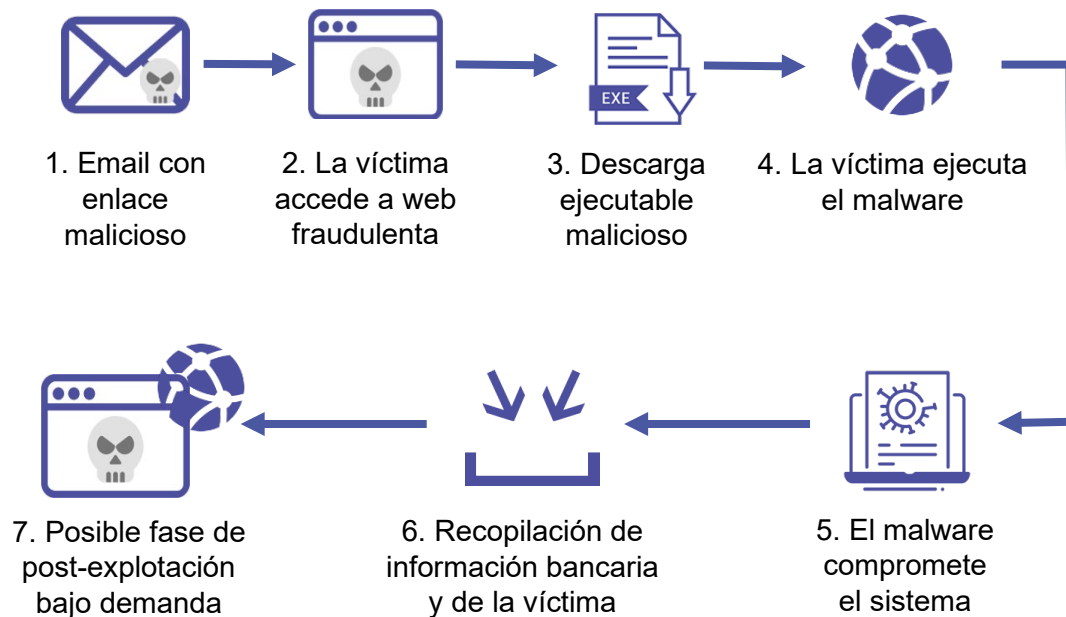 EXE
1. Email con
enlace
malicioso
2. La víctima
accede a web
fraudulenta
3. Descarga
ejecutable
malicioso
4. La víctima ejecuta
el malware
5. El malware
compromete
el sistema
6. Recopilación de
información bancaria
y de la víctima
7. Posible fase de
post-explotación
bajo demanda